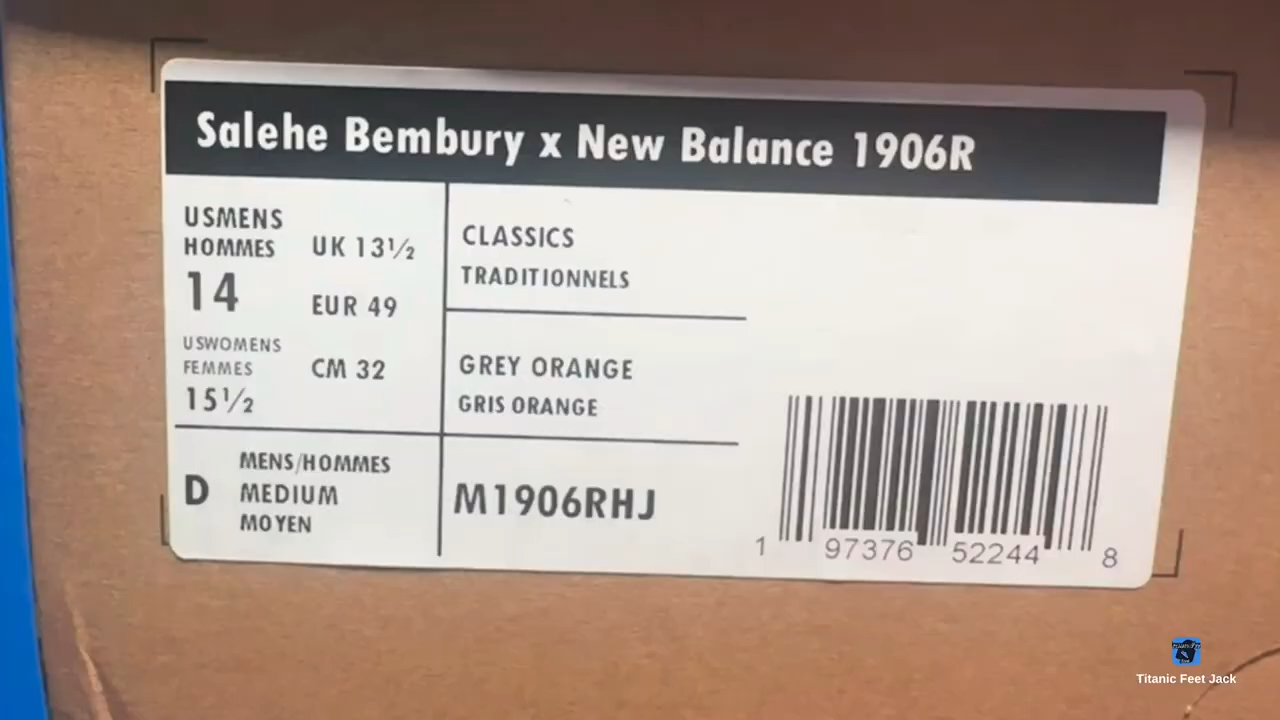 Salehe Bembury x New Balance 1906R
USMENS
HOMMES
14
UK 13½
EUR 49
USWOMENS
FEMMES
15½
CM 32
CLASSICS
TRADITIONNELS
GREY ORANGE
GRIS ORANGE
D
MENS/HOMMES
MEDIUM
MOYEN
M1906RHJ
1 97376 52244 8
Titanic Feet Jack